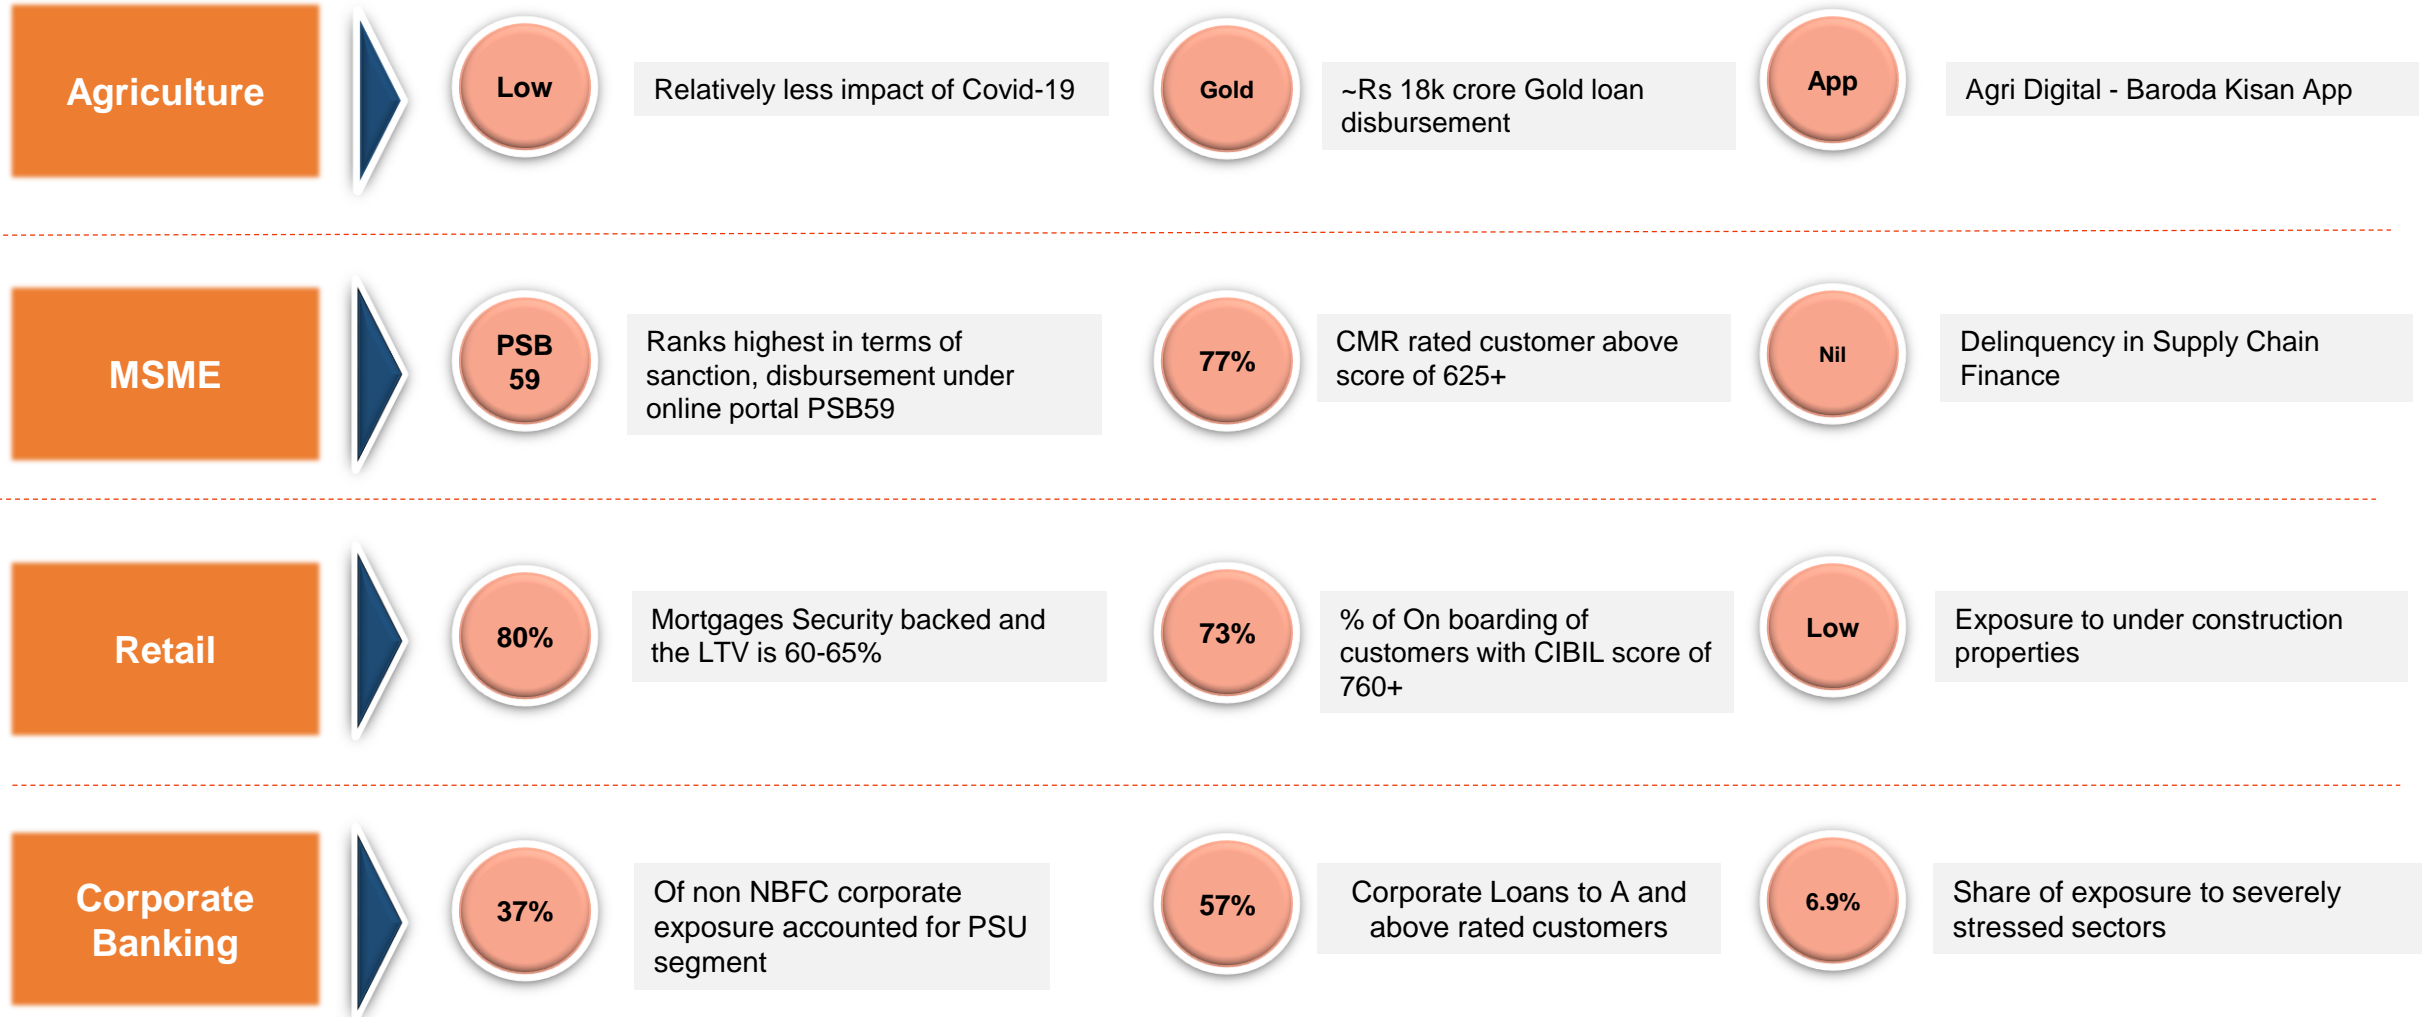 Agriculture
Low
Relatively less impact of Covid-19
Gold
~Rs 18k crore Gold loan
disbursement
App
Agri Digital - Baroda Kisan App
MSME
PSB
59
Ranks highest in terms of
sanction, disbursement under
online portal PSB59
77%
CMR rated customer above
score of 625+
Nil
Delinquency in Supply Chain
Finance
Retail
80%
Mortgages Security backed and
the LTV is 60-65%
73%
% of On boarding of
customers with CIBIL score of
760+
Low
Exposure to under construction
properties
Corporate
Banking
37%
Of non NBFC corporate
exposure accounted for PSU
segment
57%
Corporate Loans to A and
above rated customers
6.9%
Share of exposure to severely
stressed sectors